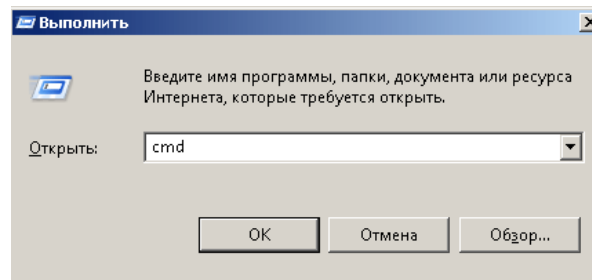 Выполнить
Введите имя программы, папки, документа или ресурса
Интернета, которые требуется открыть.
Открыть: cmd
OK Отмена Обзор...